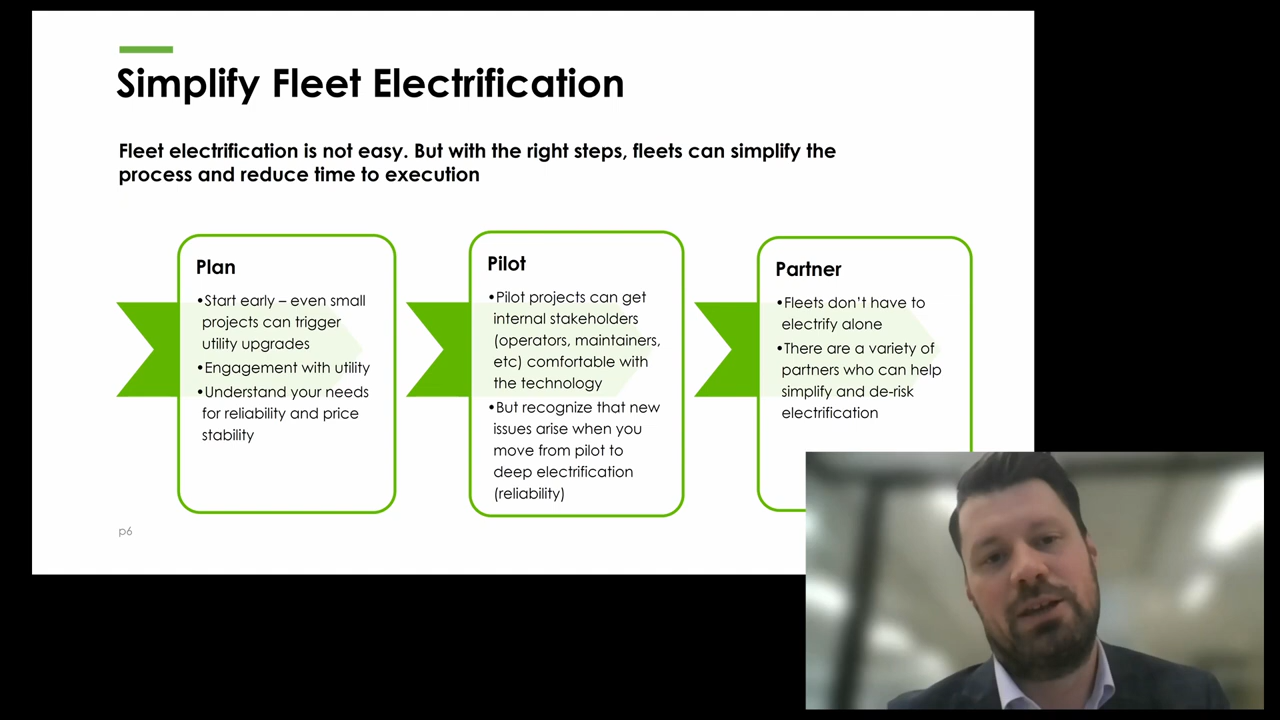 Simplify Fleet Electrification
Fleet electrification is not easy. But with the right steps, fleets can simplify the
process and reduce time to execution
Plan
•Start early – even small
projects can trigger
utility upgrades
•Engagement with utility
•Understand your needs
for reliability and price
stability
Pilot
•Pilot projects can get
internal stakeholders
(operators, maintainers,
etc) comfortable with
the technology
•But recognize that new
issues arise when you
move from pilot to
deep electrification
(reliability)
Partner
•Fleets don’t have to
electrify alone
•There are a variety of
partners who can help
simplify and de-risk
electrification
p6